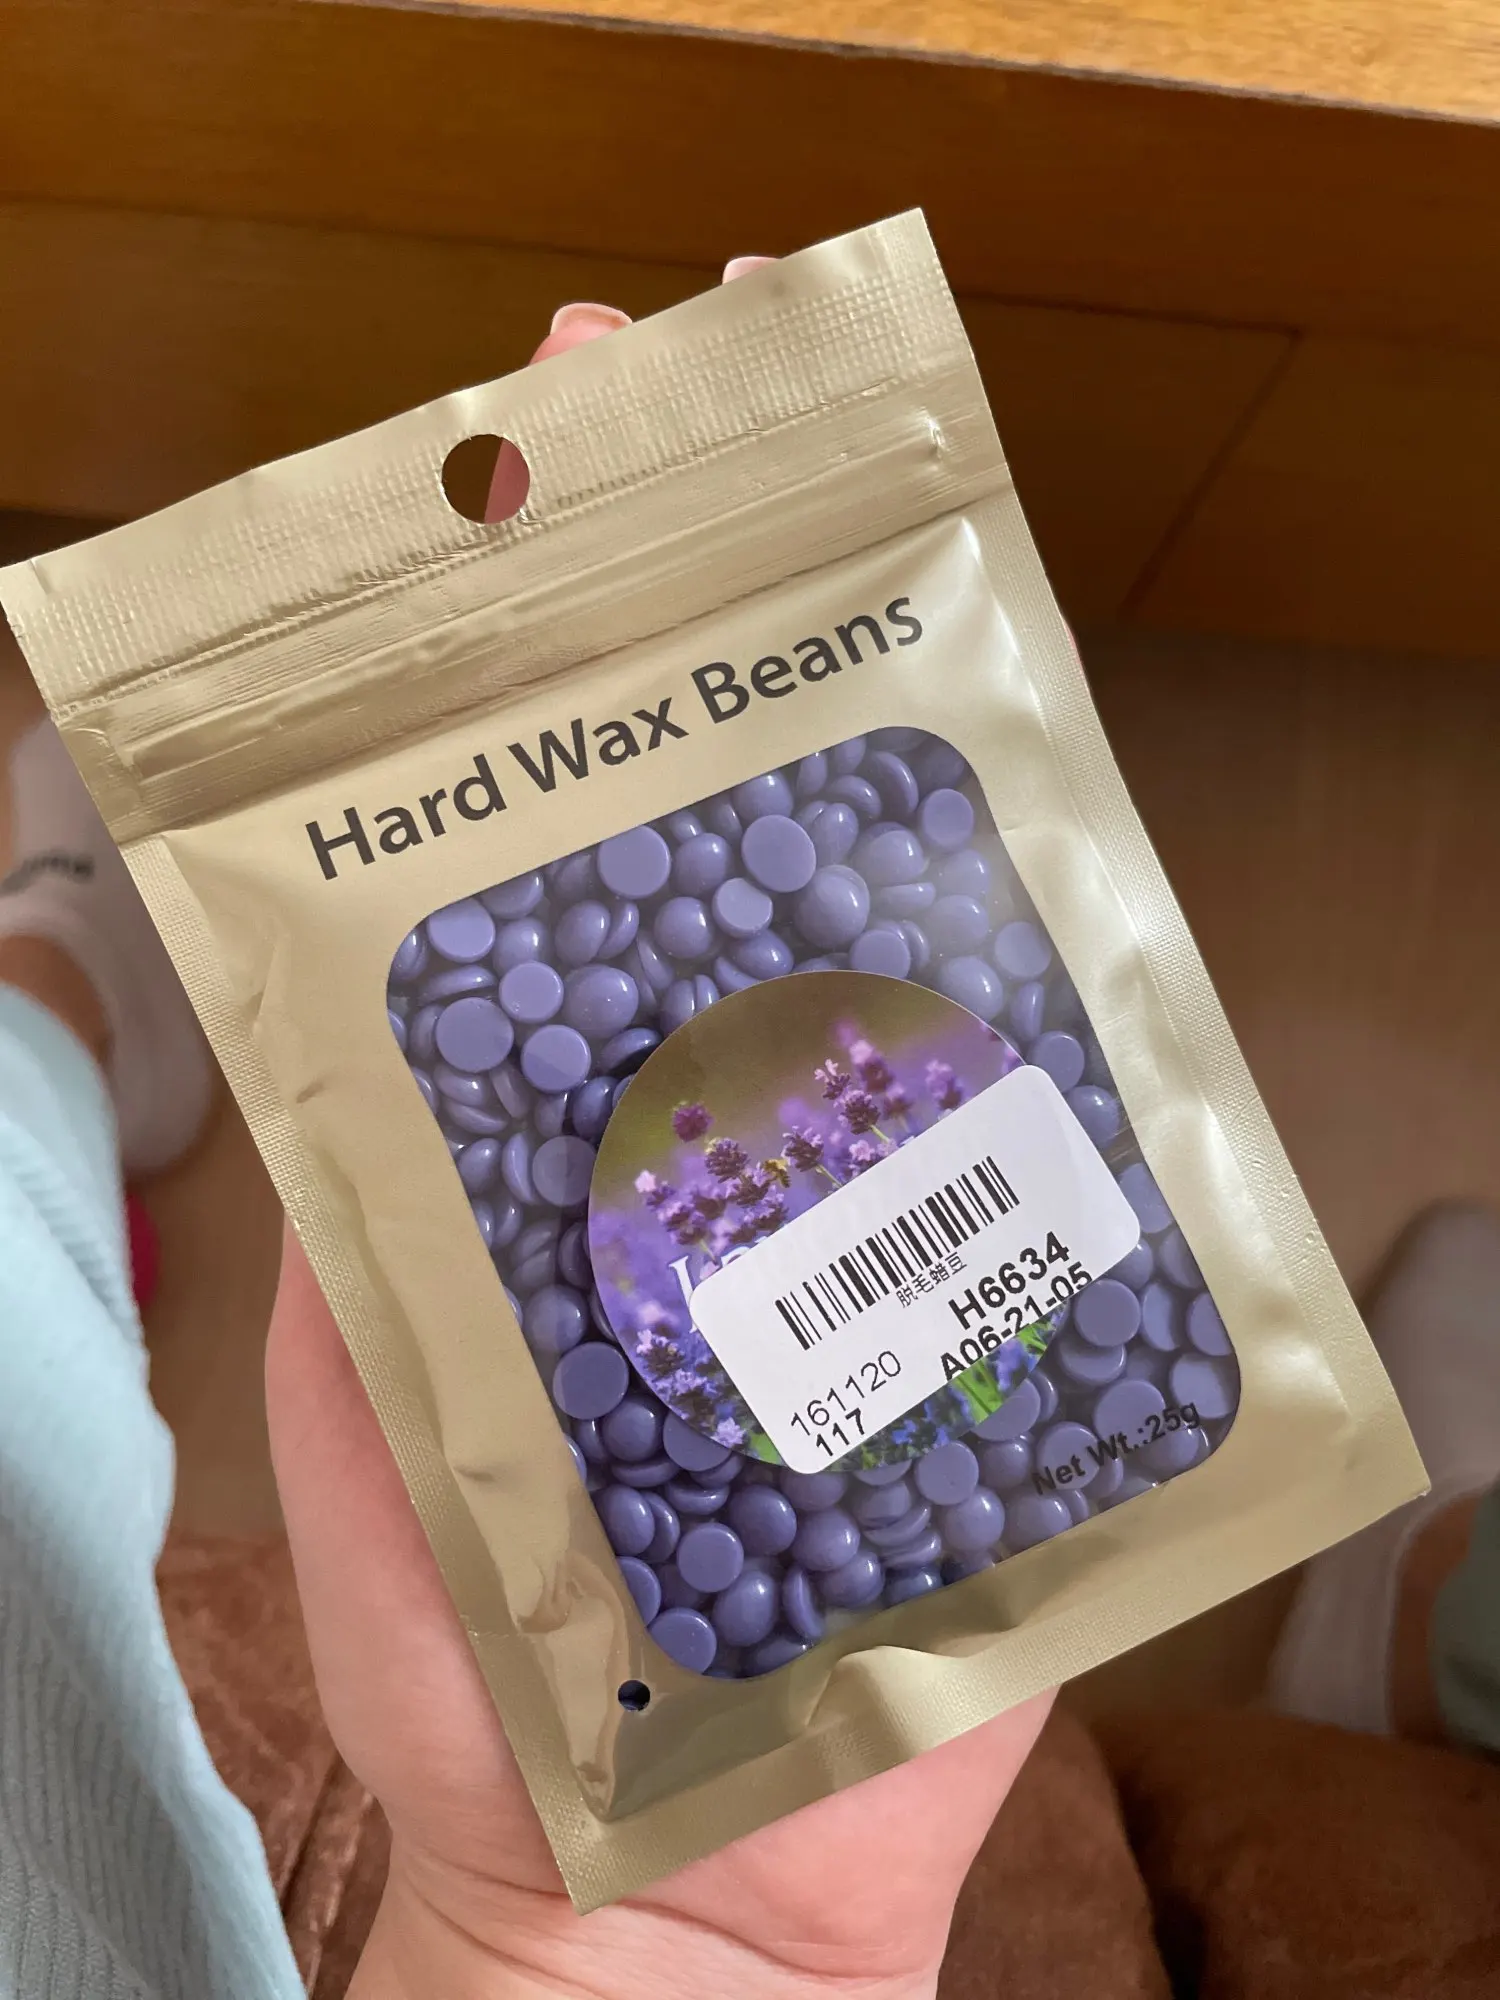 Hard Wax Beans
脱毛蜡豆
H6634
A06-21-05
161120
117
Net Wt.:25g